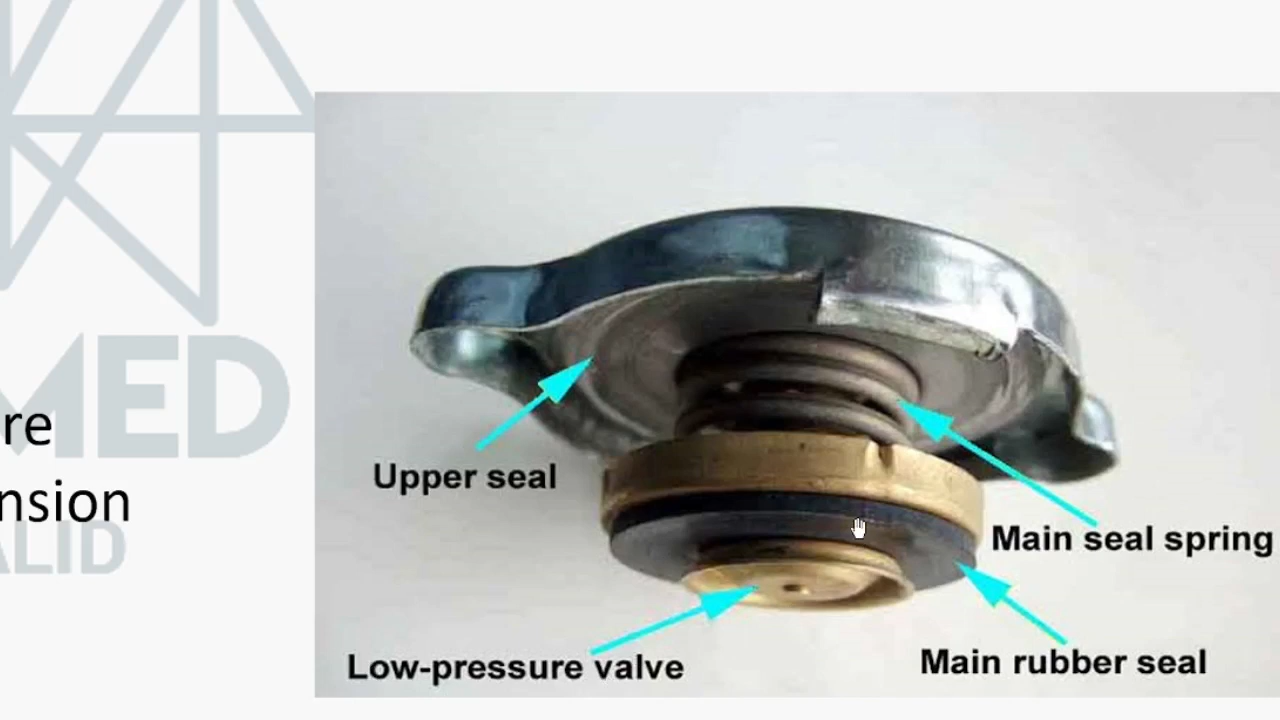 MED
re
nsion
ALID
Upper seal
Main seal spring
Low-pressure valve
Main rubber seal